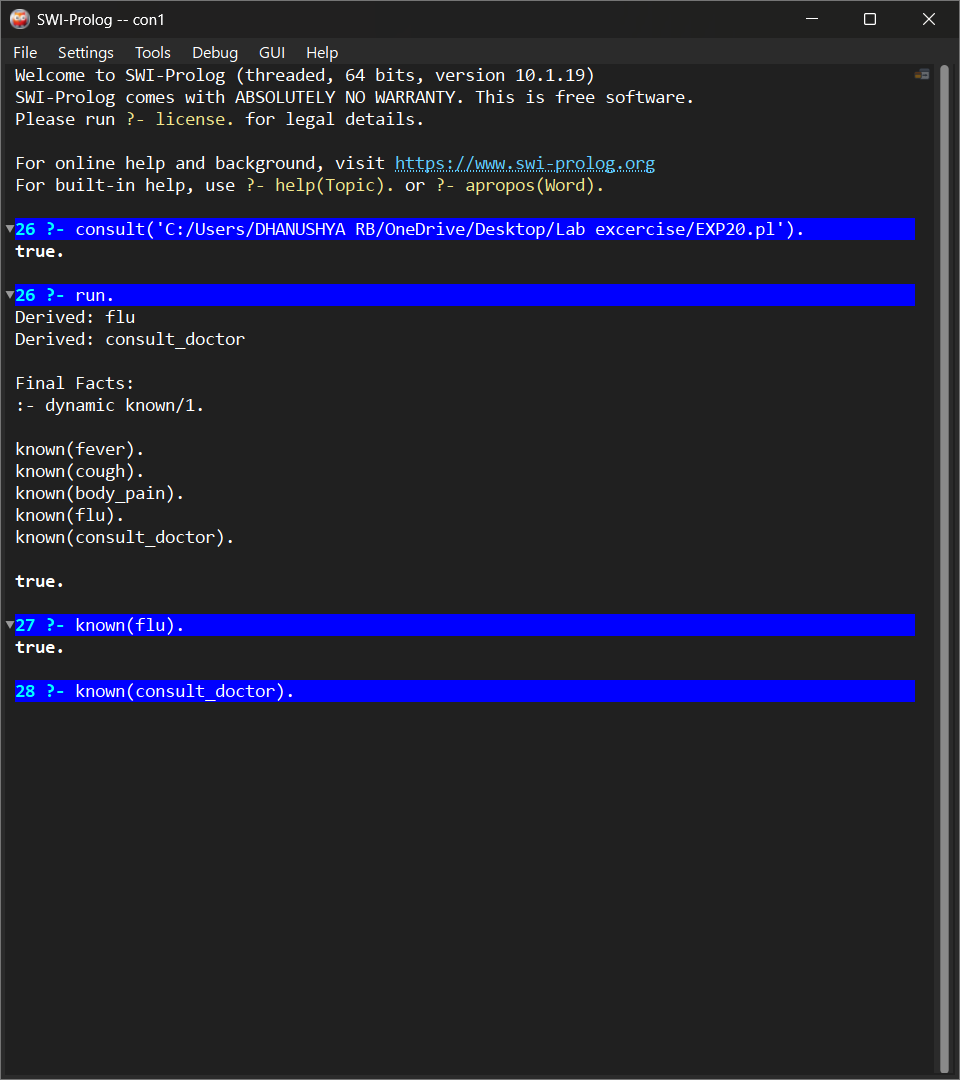 SWI-Prolog -- con1
File Settings Tools Debug GUI Help
Welcome to SWI-Prolog (threaded, 64 bits, version 10.1.19)
SWI-Prolog comes with ABSOLUTELY NO WARRANTY. This is free software.
Please run ?- license. for legal details.
For online help and background, visit https://www.swi-prolog.org
For built-in help, use ?- help(Topic). or ?- apropos(Word).
26 ?- consult('C:/Users/DHANUSHYA RB/OneDrive/Desktop/Lab excercise/EXP20.pl').
true.
26 ?- run.
Derived: flu
Derived: consult_doctor
Final Facts:
:- dynamic known/1.
known(fever).
known(cough).
known(body_pain).
known(flu).
known(consult_doctor).
true.
27 ?- known(flu).
true.
28 ?- known(consult_doctor).